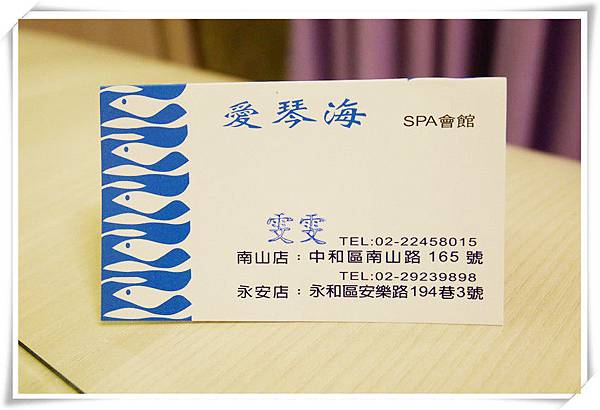 愛琴海 SPA會館
雯雯 TEL:02-22458015
南山店：中和區南山路 165 號
TEL:02-29239898
永安店：永和區安樂路194巷3號